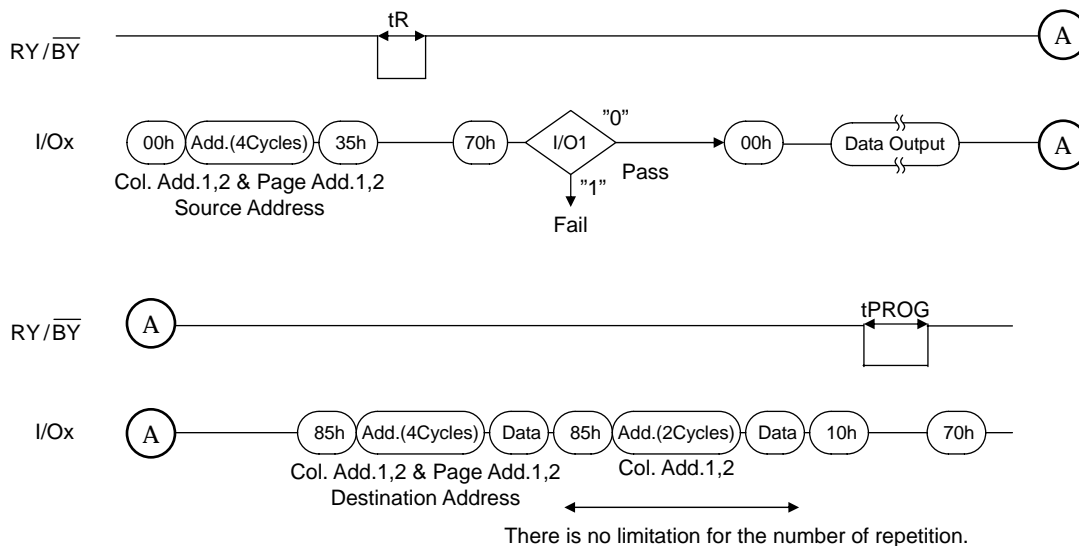 tR
RY/BY
A
I/Ox
00h Add.(4Cycles) 35h 70h I/O1 "0" 00h Data Output A
Pass
"1"
Col. Add.1,2 & Page Add.1,2
Source Address
Fail
tPROG
RY/BY
A
I/Ox
A 85h Add.(4Cycles) Data 85h Add.(2Cycles) Data 10h 70h
Col. Add.1,2 & Page Add.1,2 Col. Add.1,2
Destination Address
There is no limitation for the number of repetition.